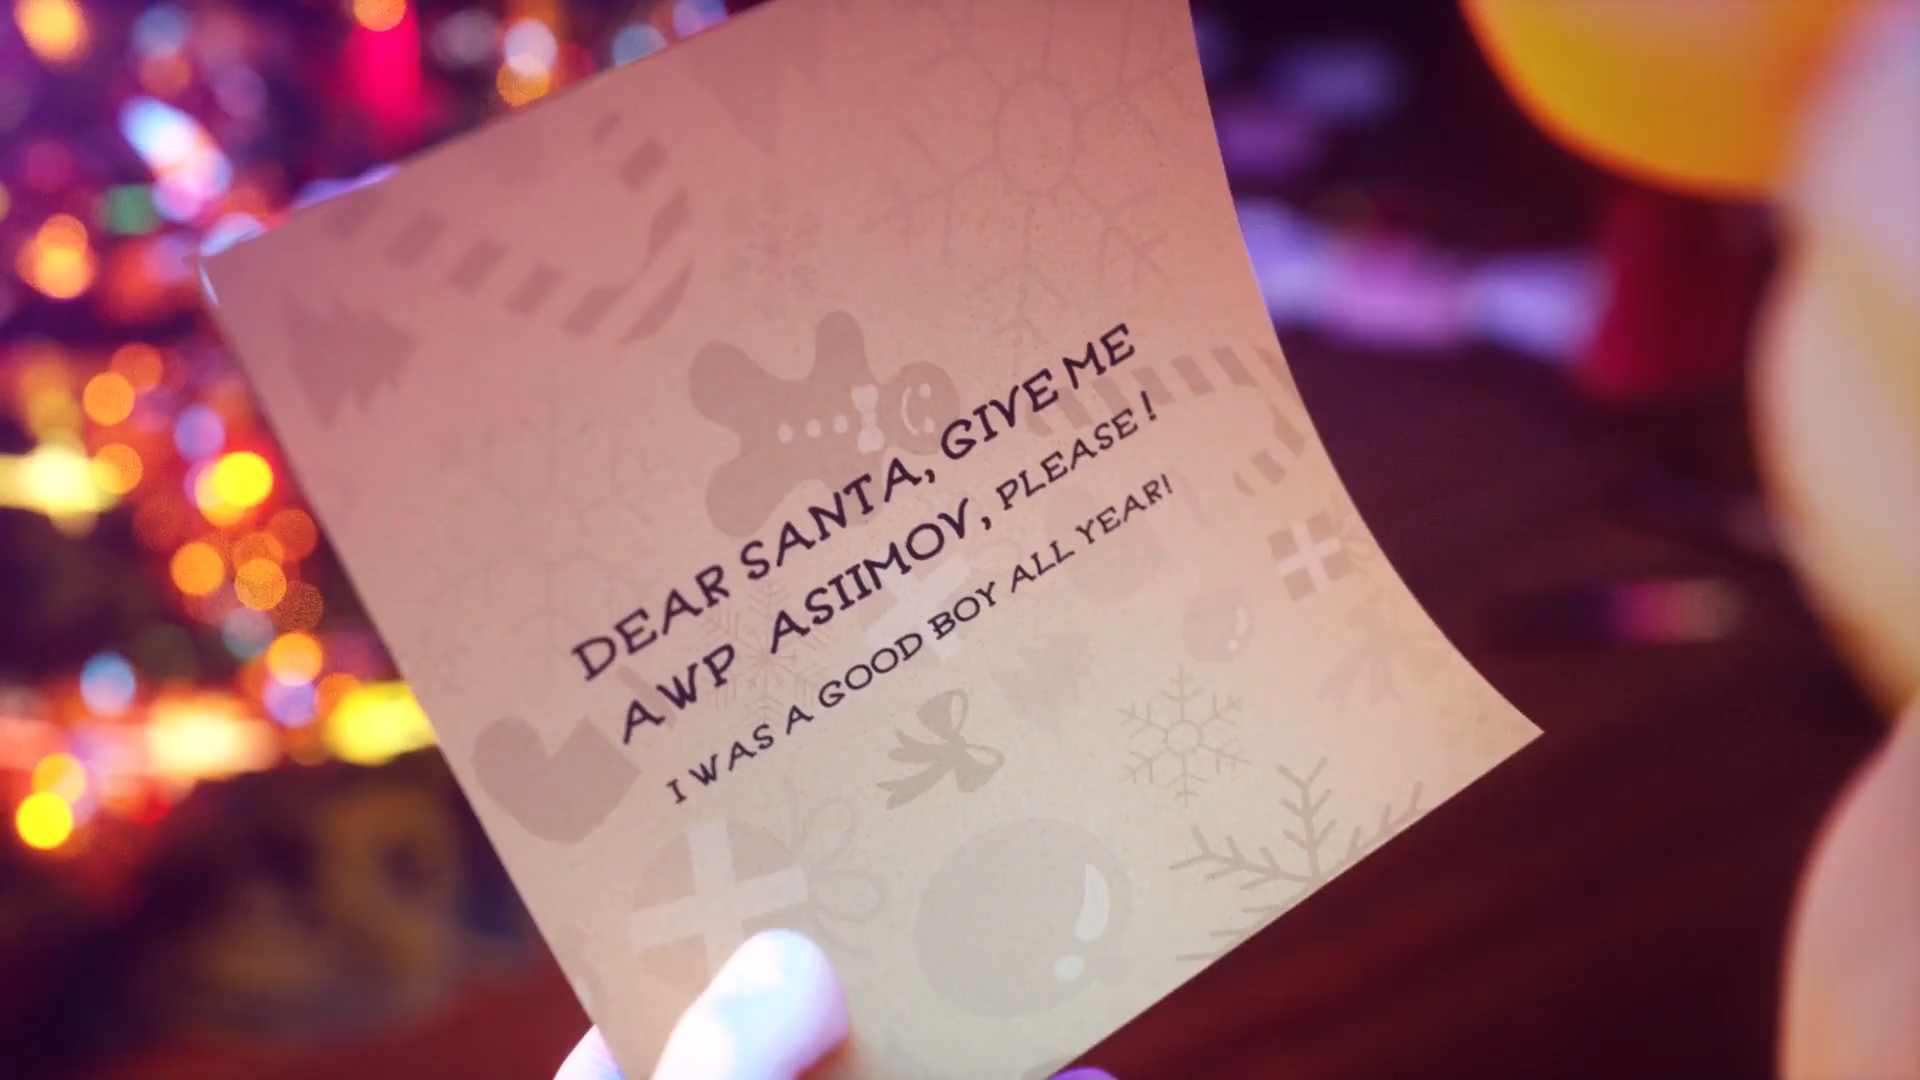 DEAR SANTA, GIVE ME
AWP ASIIMOV, PLEASE!
I WAS A GOOD BOY ALL YEAR!